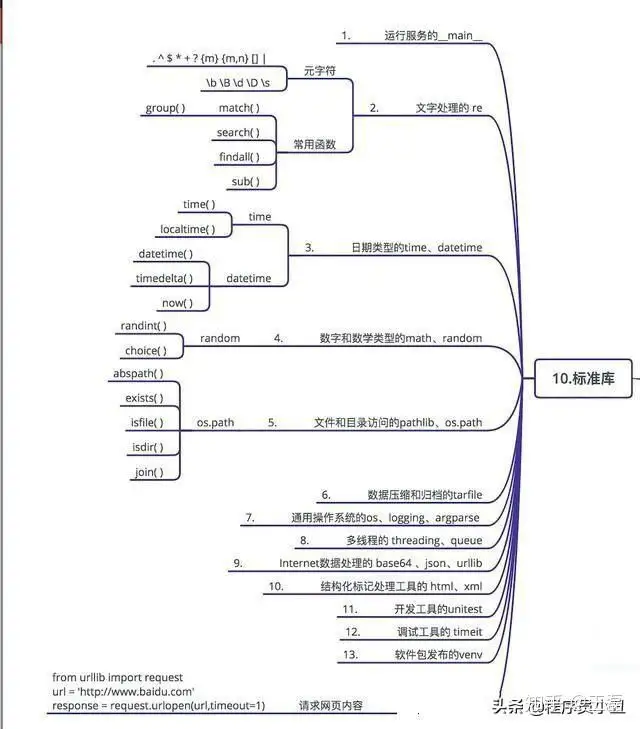 1. 运行服务的__main__
. ^ $ * + ? {m} {m,n} [] |
元字符
\b \B \d \D \s
2. 文字处理的 re
group( ) match( )
search( )
常用函数
findall( )
sub( )
time( )
time
localtime( )
3. 日期类型的time、datetime
datetime( )
timedelta( )
datetime
now( )
randint( )
random
4. 数字和数学类型的math、random
choice( )
10.标准库
abspath( )
exists( )
isfile( )
os.path
5. 文件和目录访问的pathlib、os.path
isdir( )
join( )
6. 数据压缩和归档的tarfile
7. 通用操作系统的os、logging、argparse
8. 多线程的 threading、queue
9. Internet数据处理的 base64 、json、urllib
10. 结构化标记处理工具的 html、xml
11. 开发工具的unitest
12. 调试工具的 timeit
13. 软件包发布的venv
from urllib import request
url = 'http://www.baidu.com'
response = request.urlopen(url,timeout=1) 请求网页内容
头条@程序员小